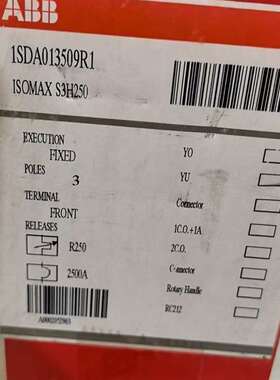 ABB
1SDA013509R1
ISOMAX S3H250
EXECUTION
FIXED
POLES
3
TERMINAL
FRONT
RELEASES
R250
2500A
YO
YU
Connector
1C.O.+1A
2C.O.
Connector
Rotary Handle
RC212